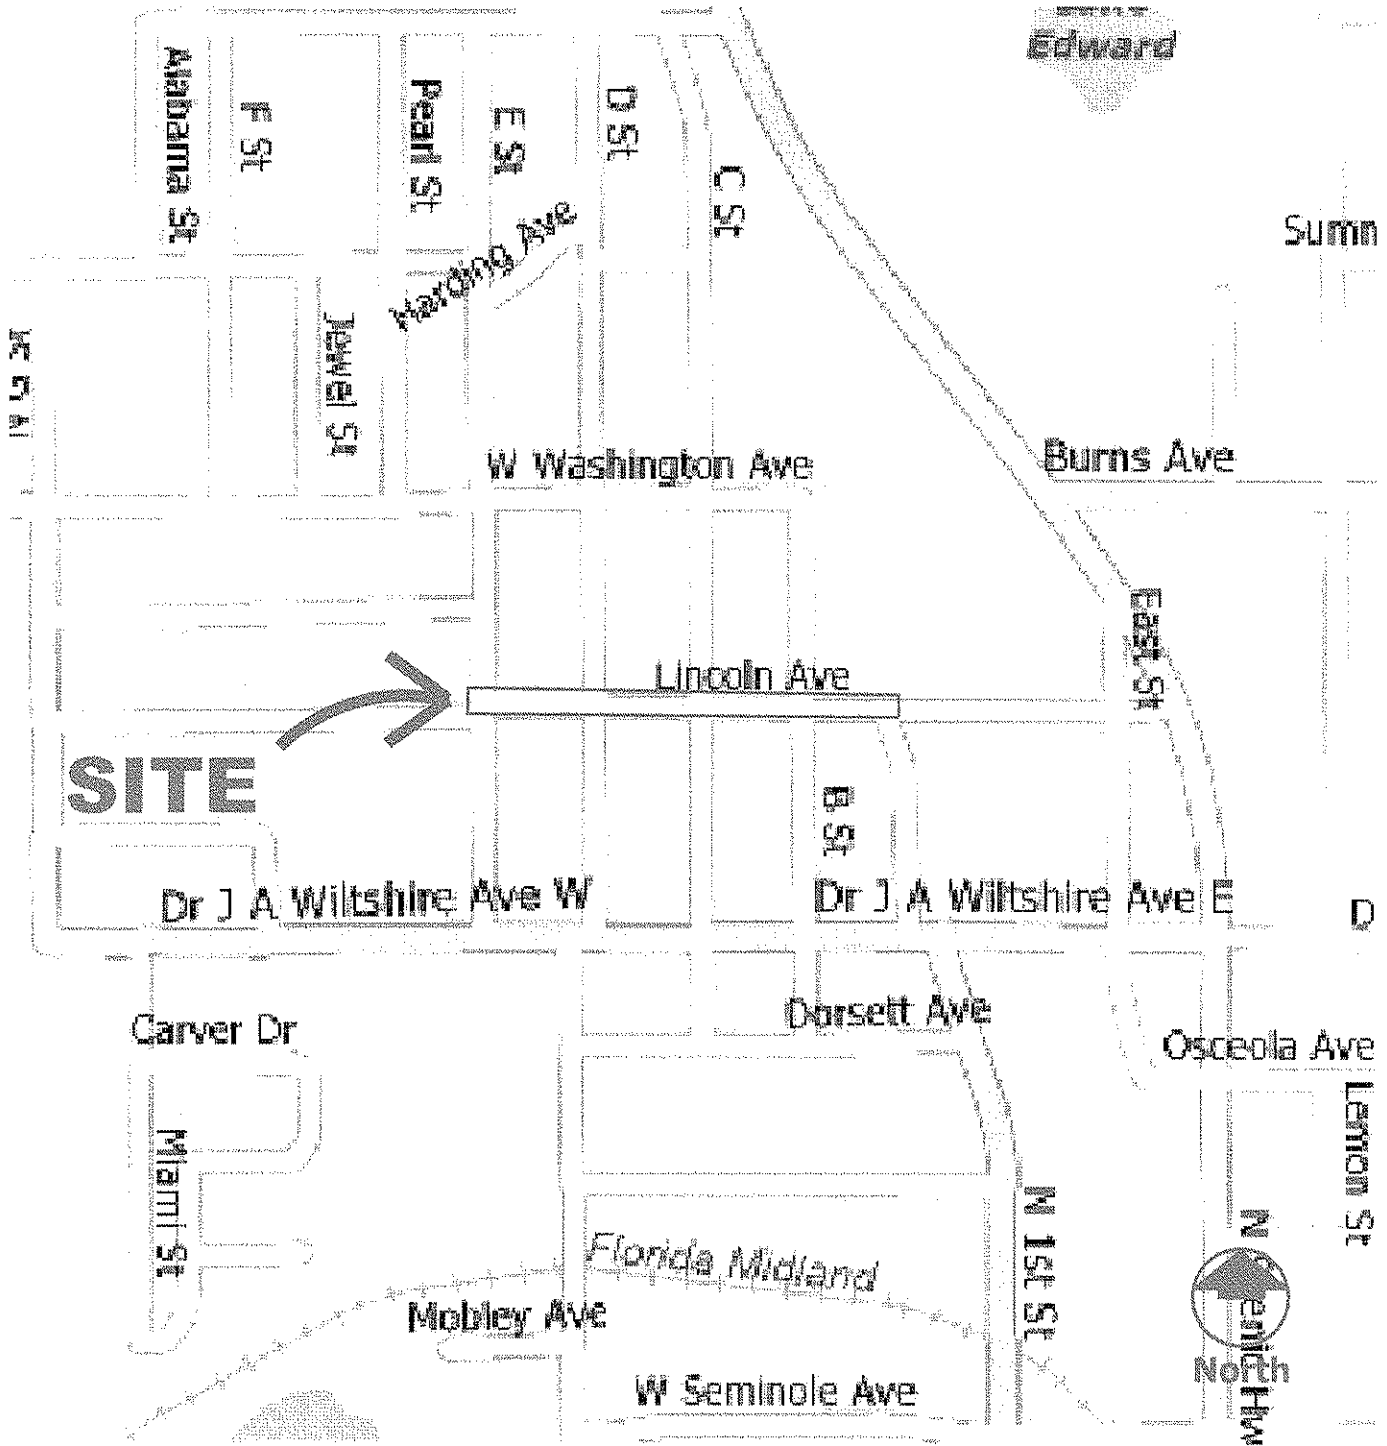 Edward
Alabama St
F St
Pearl St
E St
D St
C St
Harding Ave
Sumn
Jewel St
W Washington Ave
Burns Ave
East St
Lincoln Ave
SITE
B St
Dr J A Wiltshire Ave W
Dr J A Wiltshire Ave E
D
Dorsett Ave
Carver Dr
Osceola Ave
Lemon St
Miami St
N 1st St
Florida Midland
Mobley Ave
North
W Seminole Ave